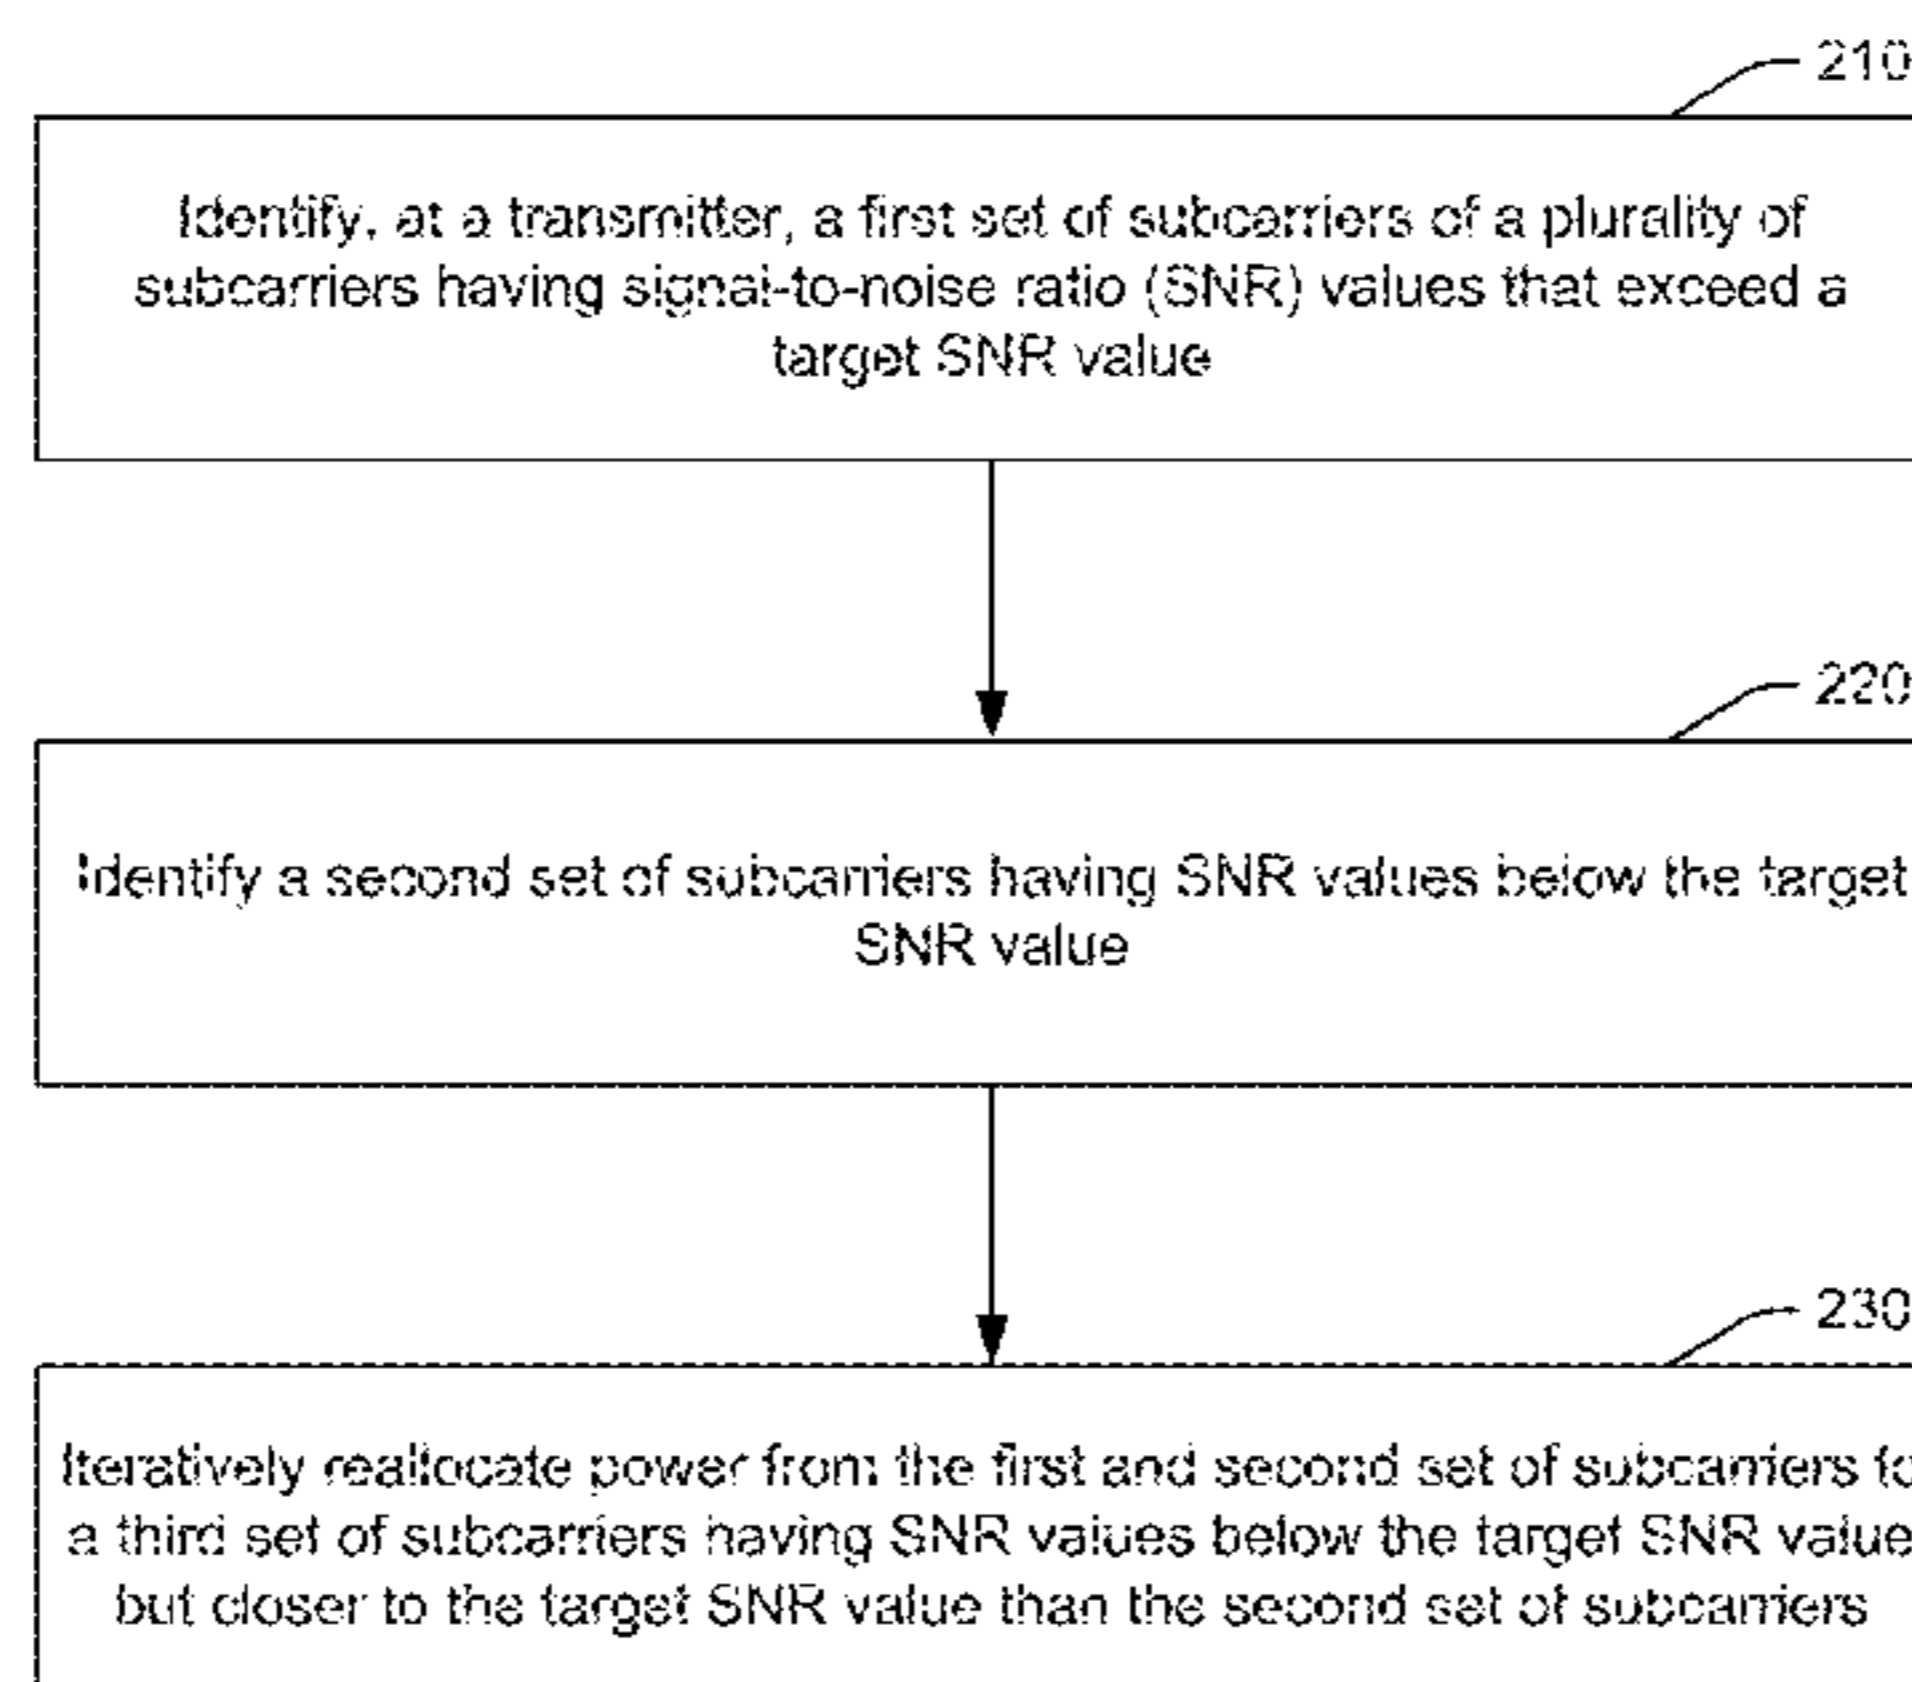 210
Identify, at a transmitter, a first set of subcarriers of a plurality of
subcarriers having signal-to-noise ratio (SNR) values that exceed a
target SNR value
220
Identify a second set of subcarriers having SNR values below the target
SNR value
230
Iteratively reallocate power from the first and second set of subcarriers to
a third set of subcarriers having SNR values below the target SNR value
but closer to the target SNR value than the second set of subcarriers